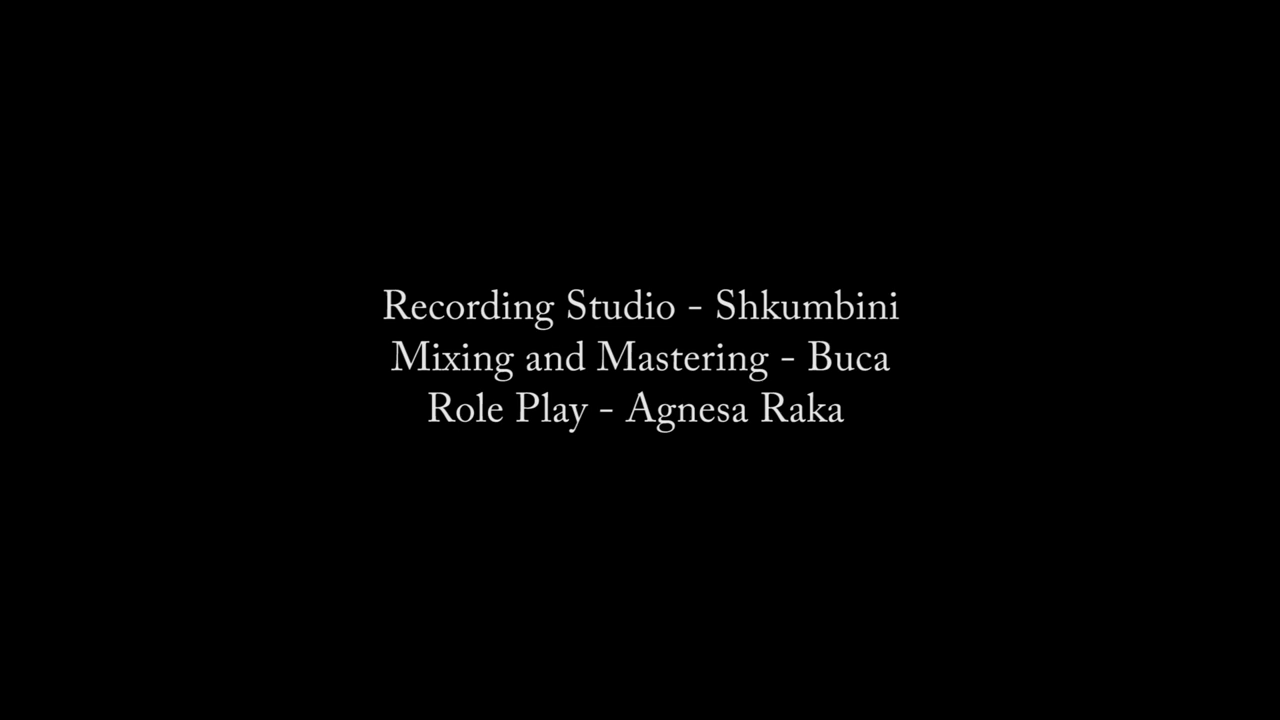 Recording Studio - Shkumbini
Mixing and Mastering - Buca
Role Play - Agnesa Raka